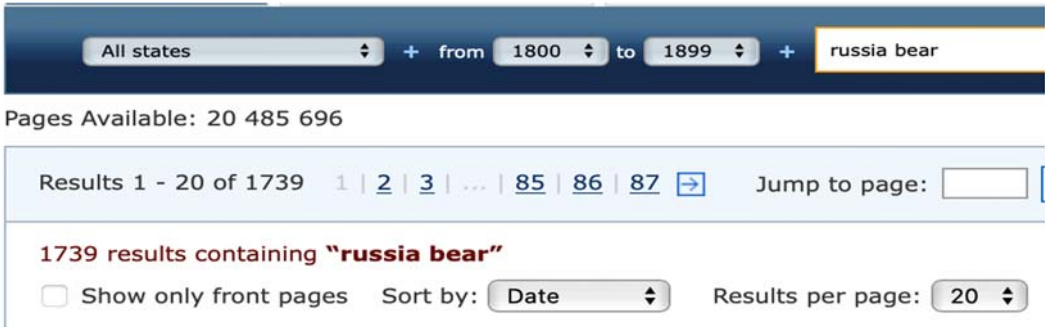 All states + from 1800 to 1899 + russia bear
Pages Available: 20 485 696
Results 1 - 20 of 1739 1 | 2 | 3 | ... | 85 | 86 | 87 Jump to page:
1739 results containing “russia bear”
Show only front pages Sort by: Date Results per page: 20